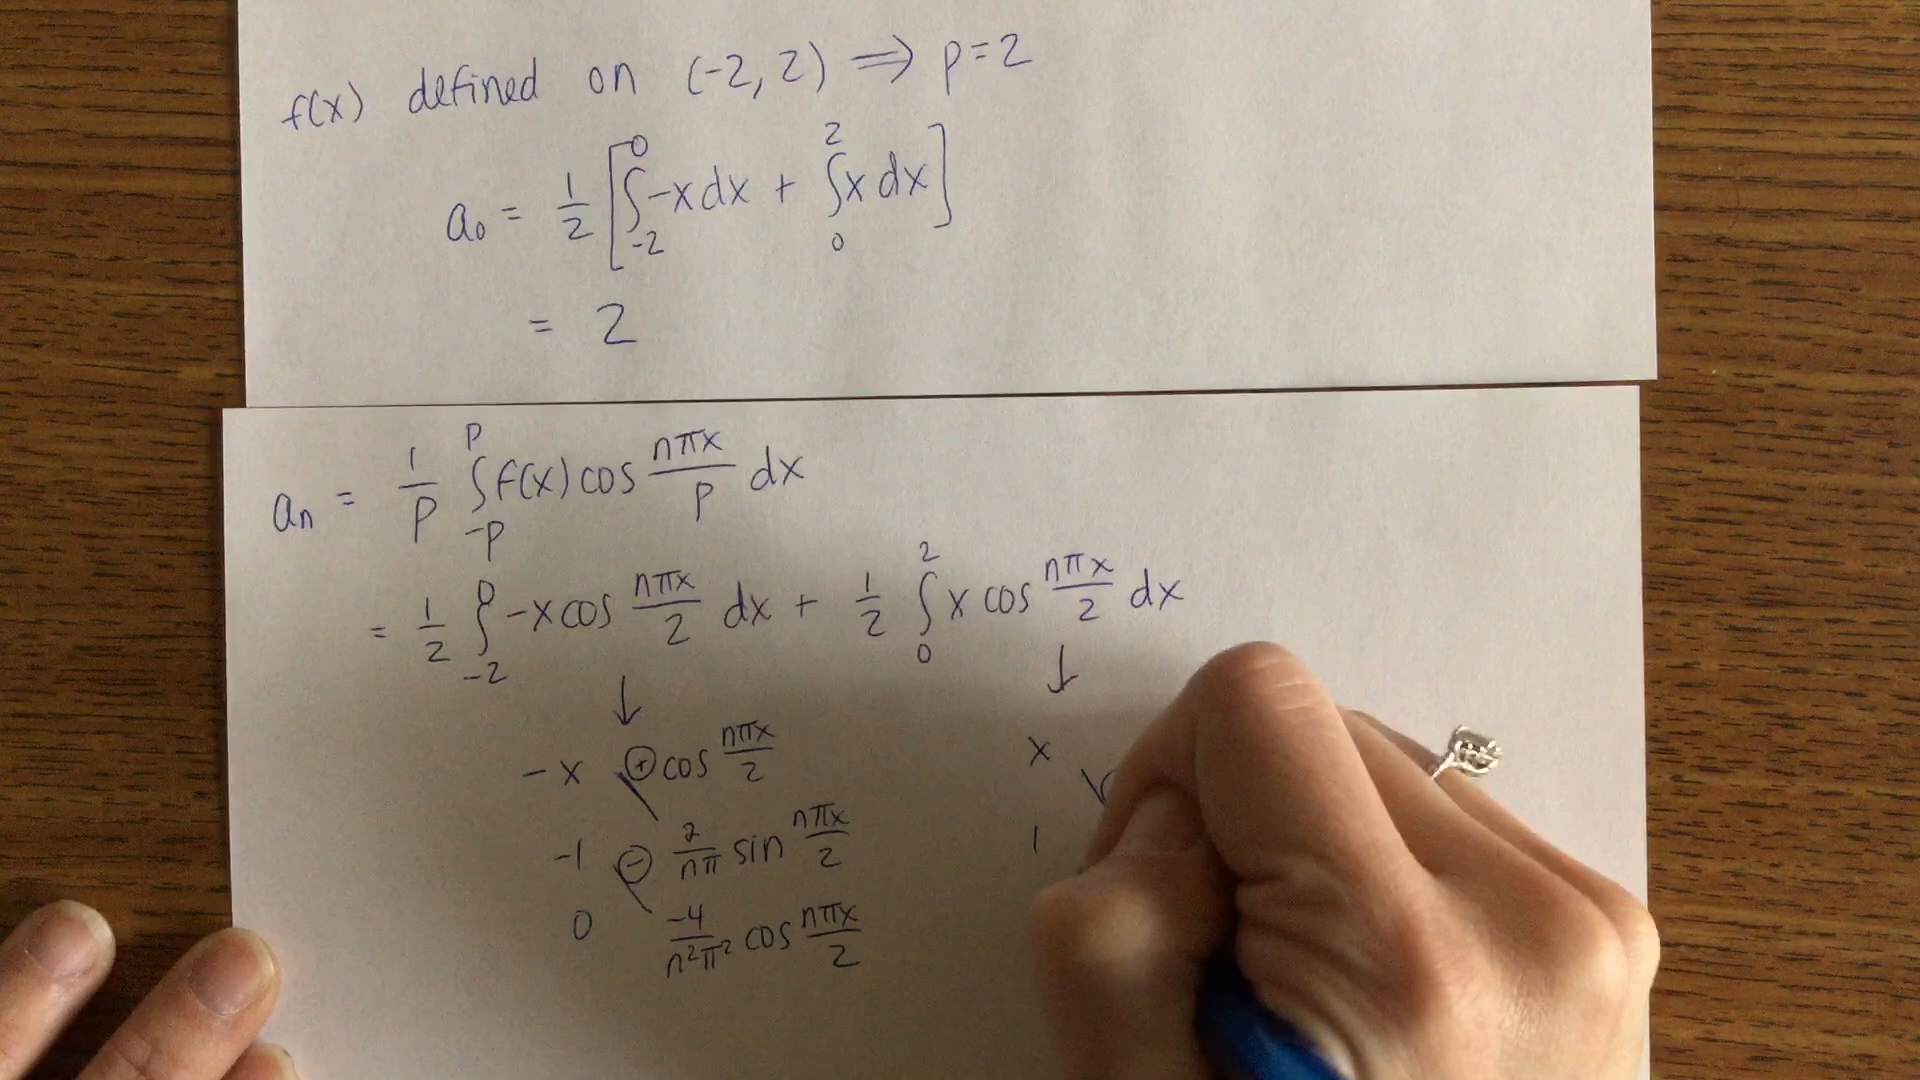 f(x) defined on (-2, 2) ⟹ p=2
a₀ = 1/2 [∫₋₂⁰ -x dx + ∫₀² x dx]
= 2
aₙ = 1/p ∫₋ₚᵖ f(x) cos nπx/p dx
= 1/2 ∫₋₂⁰ -x cos nπx/2 dx + 1/2 ∫₀² x cos nπx/2 dx
↓ ↓
-x ⊕ cos nπx/2 x
-1 ⊖ 2/nπ sin nπx/2 1
0 -4/n²π² cos nπx/2